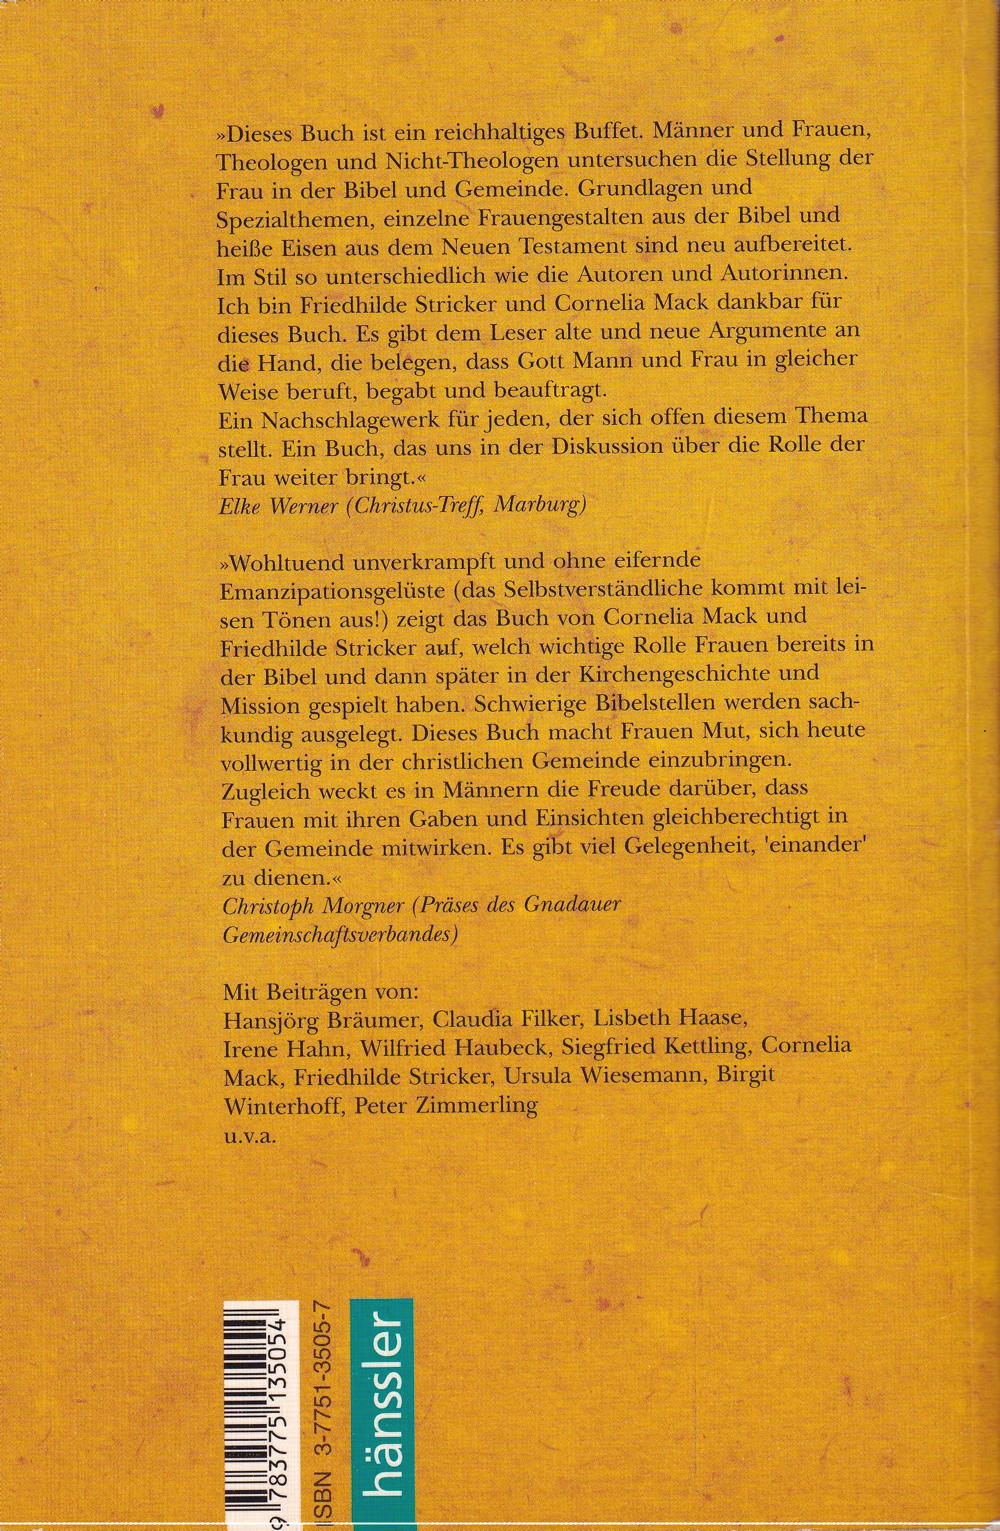 »Dieses Buch ist ein reichhaltiges Buffet. Männer und Frauen,
Theologen und Nicht-Theologen untersuchen die Stellung der
Frau in der Bibel und Gemeinde. Grundlagen und
Spezialthemen, einzelne Frauengestalten aus der Bibel und
heiße Eisen aus dem Neuen Testament sind neu aufbereitet.
Im Stil so unterschiedlich wie die Autoren und Autorinnen.
Ich bin Friedhilde Stricker und Cornelia Mack dankbar für
dieses Buch. Es gibt dem Leser alte und neue Argumente an
die Hand, die belegen, dass Gott Mann und Frau in gleicher
Weise beruft, begabt und beauftragt.
Ein Nachschlagewerk für jeden, der sich offen diesem Thema
stellt. Ein Buch, das uns in der Diskussion über die Rolle der
Frau weiter bringt.«
Elke Werner (Christus-Treff, Marburg)
»Wohltuend unverkrampft und ohne eifernde
Emanzipationsgelüste (das Selbstverständliche kommt mit lei-
sen Tönen aus!) zeigt das Buch von Cornelia Mack und
Friedhilde Stricker auf, welch wichtige Rolle Frauen bereits in
der Bibel und dann später in der Kirchengeschichte und
Mission gespielt haben. Schwierige Bibelstellen werden sach-
kundig ausgelegt. Dieses Buch macht Frauen Mut, sich heute
vollwertig in der christlichen Gemeinde einzubringen.
Zugleich weckt es in Männern die Freude darüber, dass
Frauen mit ihren Gaben und Einsichten gleichberechtigt in
der Gemeinde mitwirken. Es gibt viel Gelegenheit, 'einander'
zu dienen.«
Christoph Morgner (Präses des Gnadauer
Gemeinschaftsverbandes)
Mit Beiträgen von:
Hansjörg Bräumer, Claudia Filker, Lisbeth Haase,
Irene Hahn, Wilfried Haubeck, Siegfried Kettling, Cornelia
Mack, Friedhilde Stricker, Ursula Wiesemann, Birgit
Winterhoff, Peter Zimmerling
u.v.a.
9 783775 135054
ISBN 3-7751-3505-7
hänssler